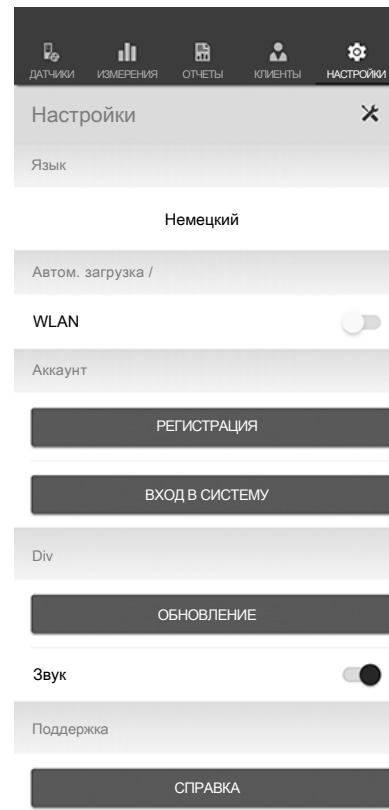 ДАТЧИКИ ИЗМЕРЕНИЯ ОТЧЕТЫ КЛИЕНТЫ НАСТРОЙКИ
Настройки
Язык
Немецкий
Автом. загрузка /
WLAN
Аккаунт
РЕГИСТРАЦИЯ
ВХОД В СИСТЕМУ
Div
ОБНОВЛЕНИЕ
Звук
Поддержка
СПРАВКА